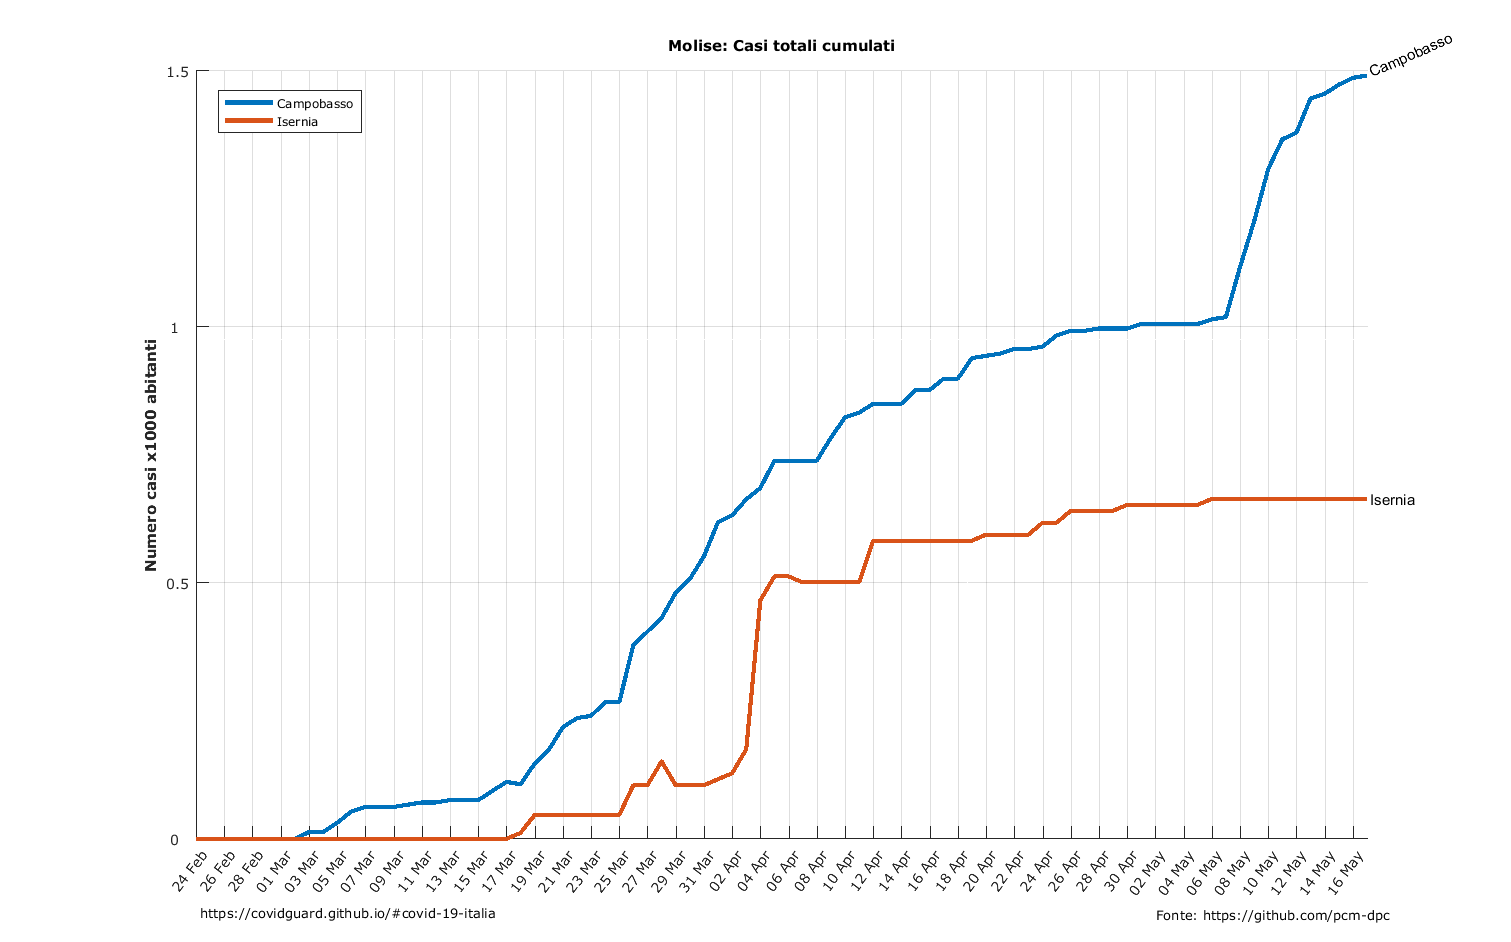 Molise: Casi totali cumulati
Campobasso
1.5
Campobasso
Isernia
1
Numero casi x1000 abitanti
Isernia
0.5
0
24 Feb
26 Feb
28 Feb
01 Mar
03 Mar
05 Mar
07 Mar
09 Mar
11 Mar
13 Mar
15 Mar
17 Mar
19 Mar
21 Mar
23 Mar
25 Mar
27 Mar
29 Mar
31 Mar
02 Apr
04 Apr
06 Apr
08 Apr
10 Apr
12 Apr
14 Apr
16 Apr
18 Apr
20 Apr
22 Apr
24 Apr
26 Apr
28 Apr
30 Apr
02 May
04 May
06 May
08 May
10 May
12 May
14 May
16 May
https://covidguard.github.io/#covid-19-italia
Fonte: https://github.com/pcm-dpc